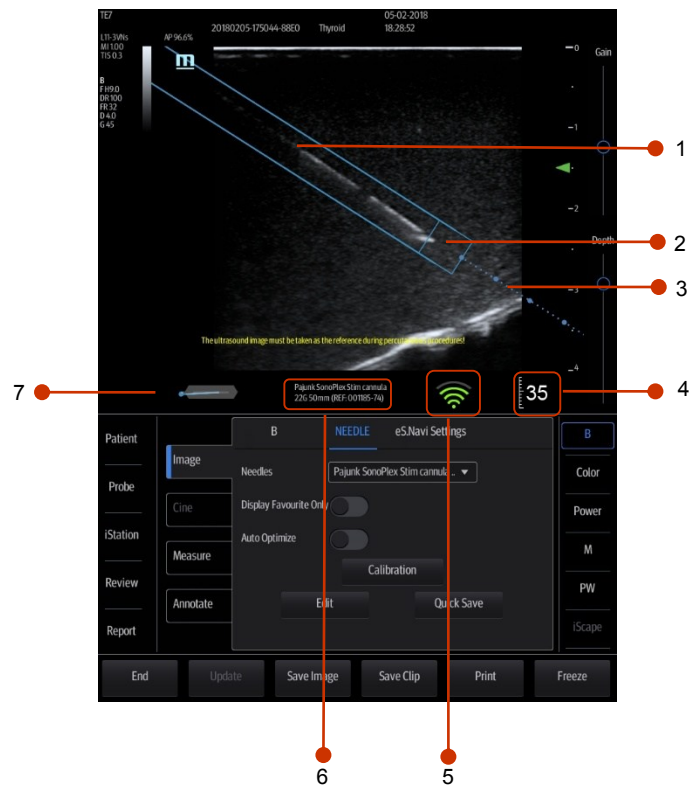 TE7
20180205-175044-88E0 Thyroid
05-02-2018
18:28:52
L11-3VNs
MI 1.00
TIS 0.3
AP 96.6%
m
B
F H9.0
DR 100
FR 32
D 4.0
G 45
0
Gain
1
1
2
2
Depth
3
3
The ultrasound image must be taken as the reference during procedures!
4
7
Pajunk SonoPlex Stim cannula
22G 50mm (REF: 001185-74)
35
4
Patient
Probe
iStation
Review
Report
Image
Cine
Measure
Annotate
B NEEDLE eS.Navi Settings
Needles Pajunk SonoPlex Stim cannula ..
Display Favourite Only
Auto Optimize
Calibration
Edit Quick Save
B
Color
Power
M
PW
iScape
End Update Save Image Save Clip Print Freeze
6 5